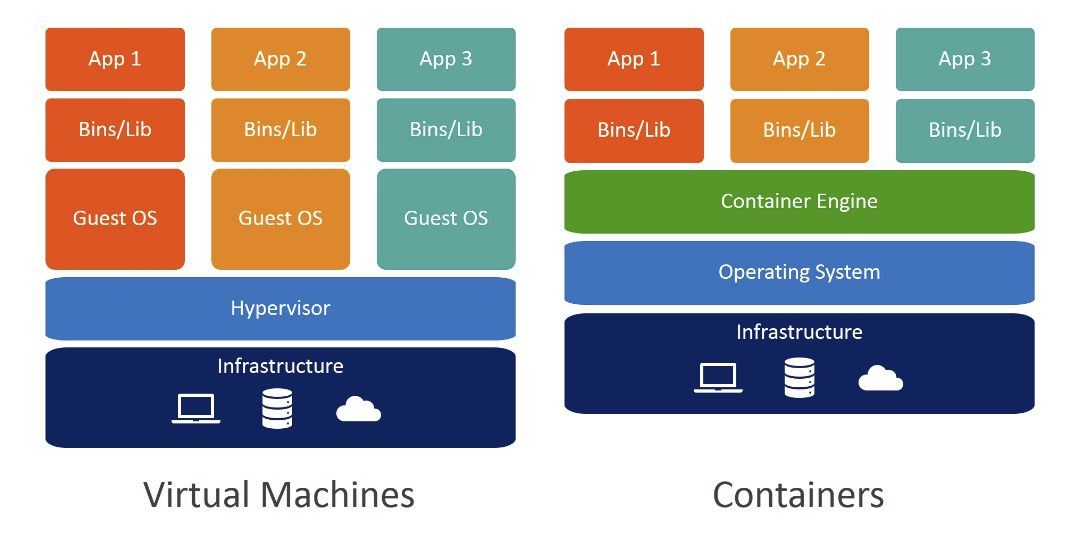 App 1
App 2
App 3
Bins/Lib
Bins/Lib
Bins/Lib
Guest OS
Guest OS
Guest OS
Hypervisor
Infrastructure
Virtual Machines
App 1
App 2
App 3
Bins/Lib
Bins/Lib
Bins/Lib
Container Engine
Operating System
Infrastructure
Containers